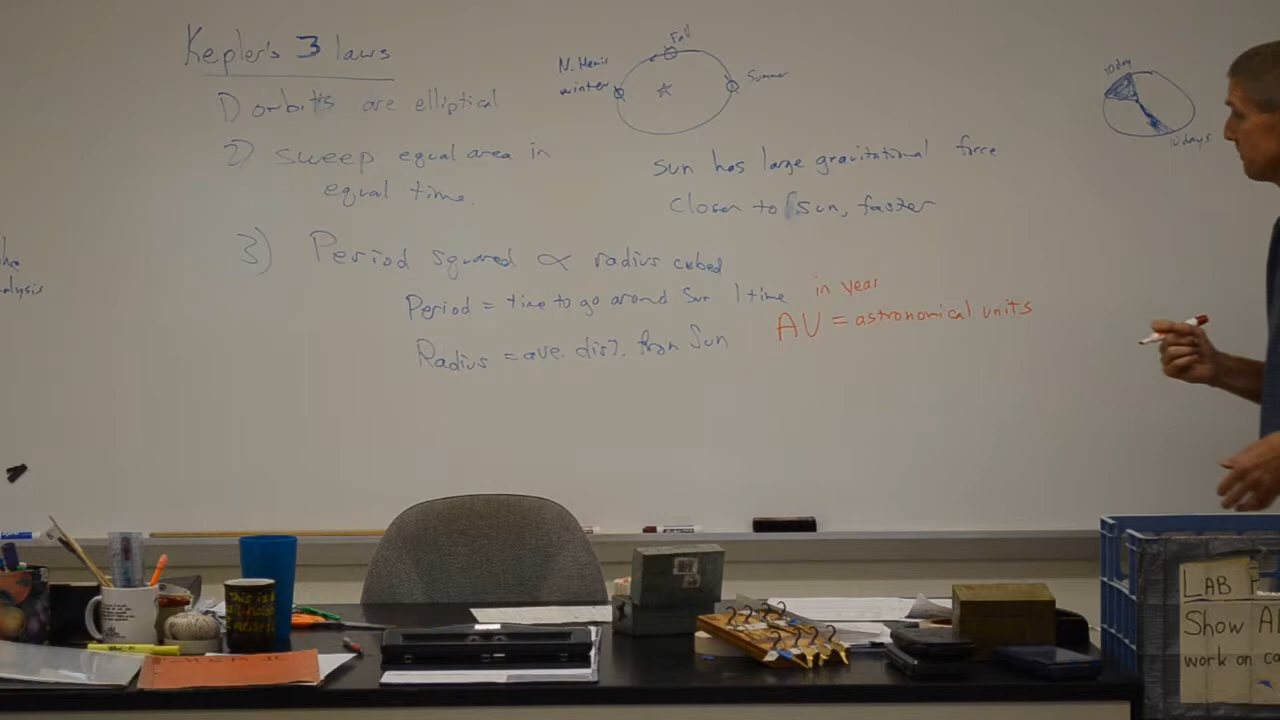 Kepler's 3 laws
1) orbits are elliptical
2) sweep equal area in
equal time.
3) Period squared ∝ radius cubed
Period = time to go around Sun 1 time
in year
Radius = ave. dist. from Sun
AU = astronomical units
Fall
N. Hemis
winter
Summer
sun has large gravitational force
closer to sun, faster
10 day
10 days
the
alysis
LAB
Show
work on